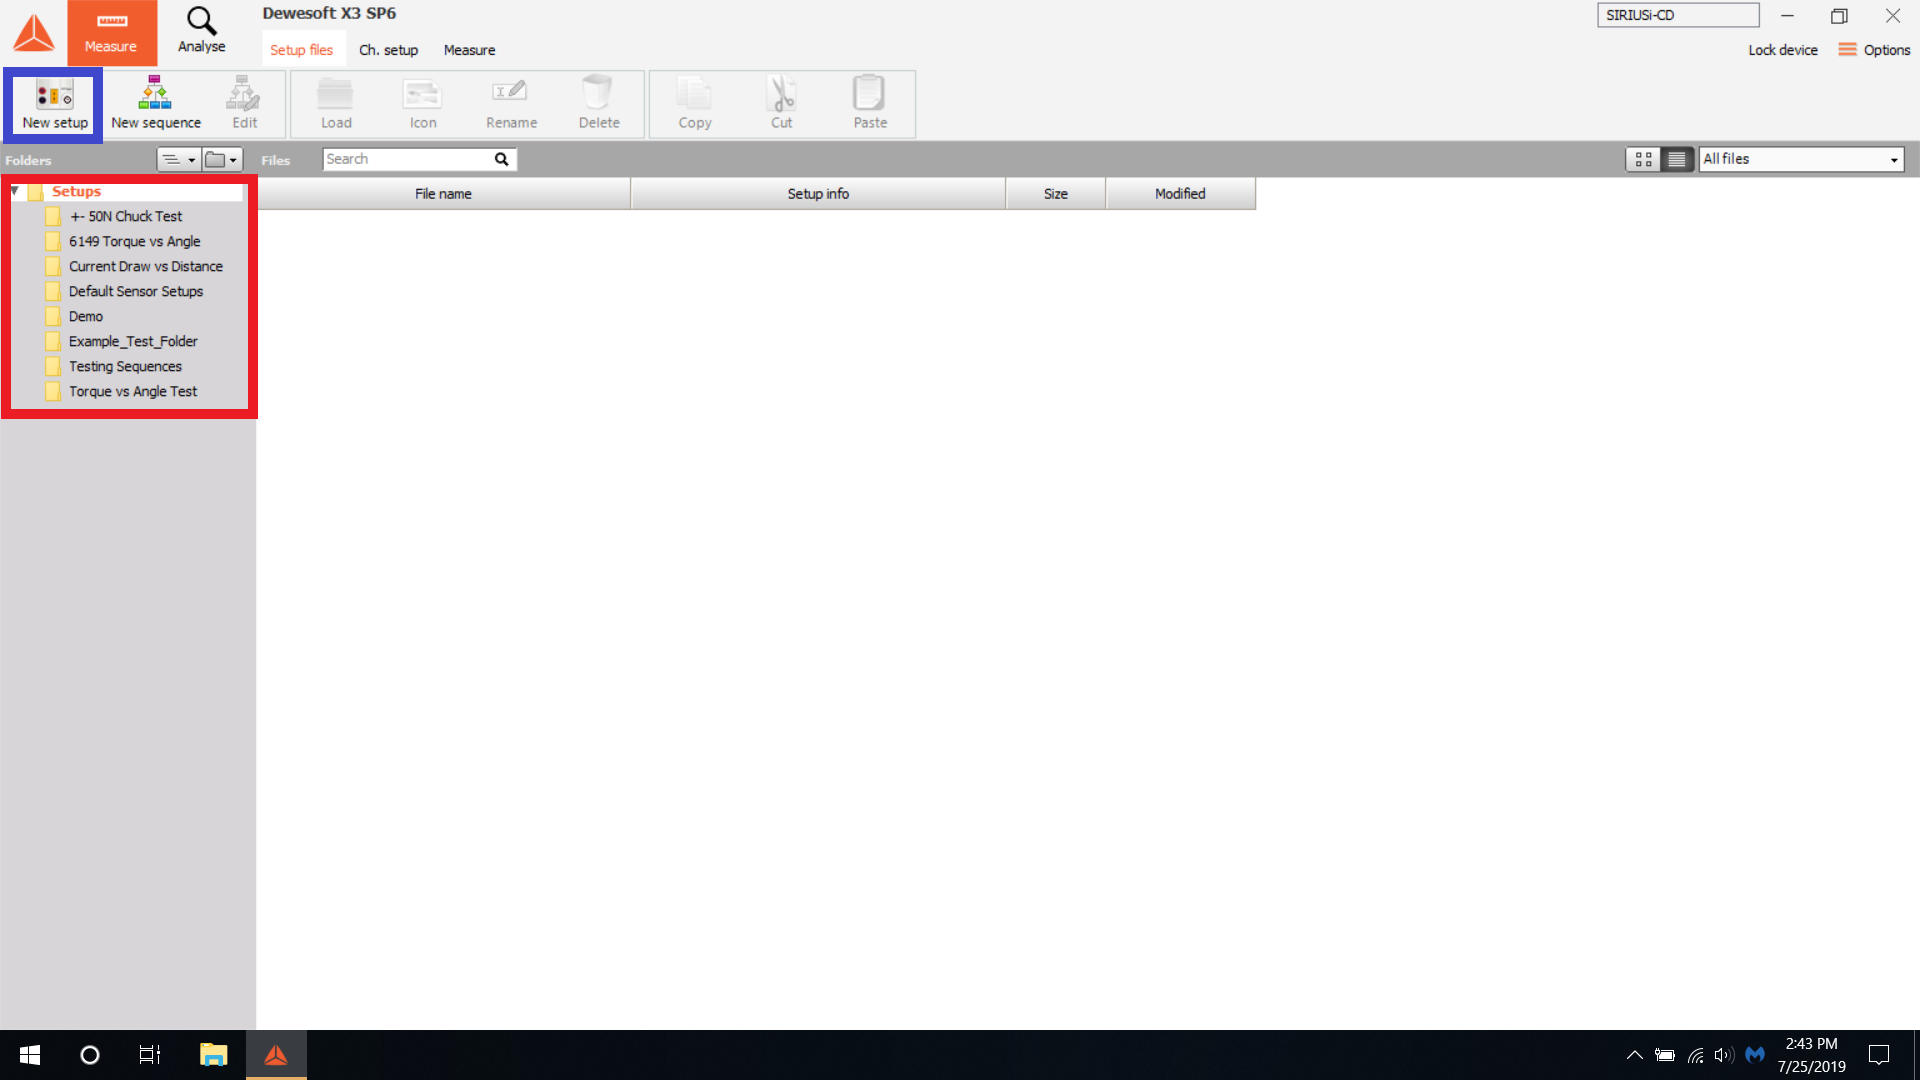 Dewesoft X3 SP6
SIRIUSi-CD
Measure
Analyse
Setup files
Ch. setup
Measure
Lock device
Options
New setup
New sequence
Edit
Load
Icon
Rename
Delete
Copy
Cut
Paste
Folders
Files
Search
All files
Setups
File name
Setup info
Size
Modified
+- 50N Chuck Test
6149 Torque vs Angle
Current Draw vs Distance
Default Sensor Setups
Demo
Example_Test_Folder
Testing Sequences
Torque vs Angle Test
2:43 PM
7/25/2019